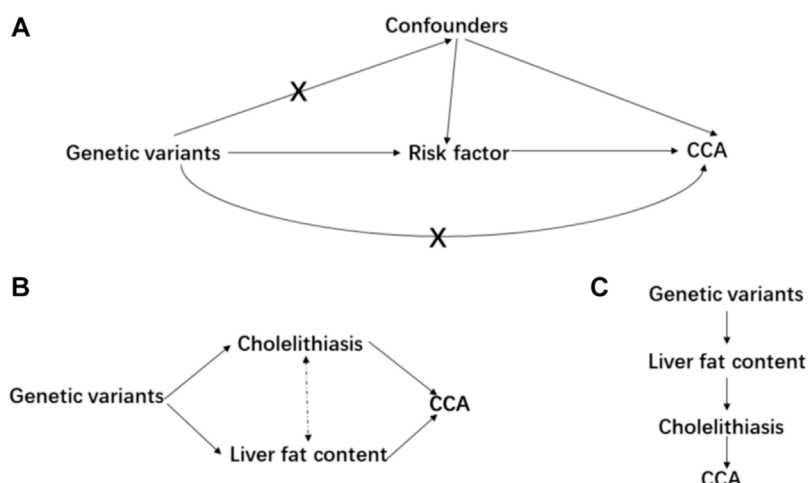 A
Confounders
X
Genetic variants
Risk factor
CCA
X
B
Cholelithiasis
Genetic variants
CCA
Liver fat content
C
Genetic variants
Liver fat content
Cholelithiasis
CCA